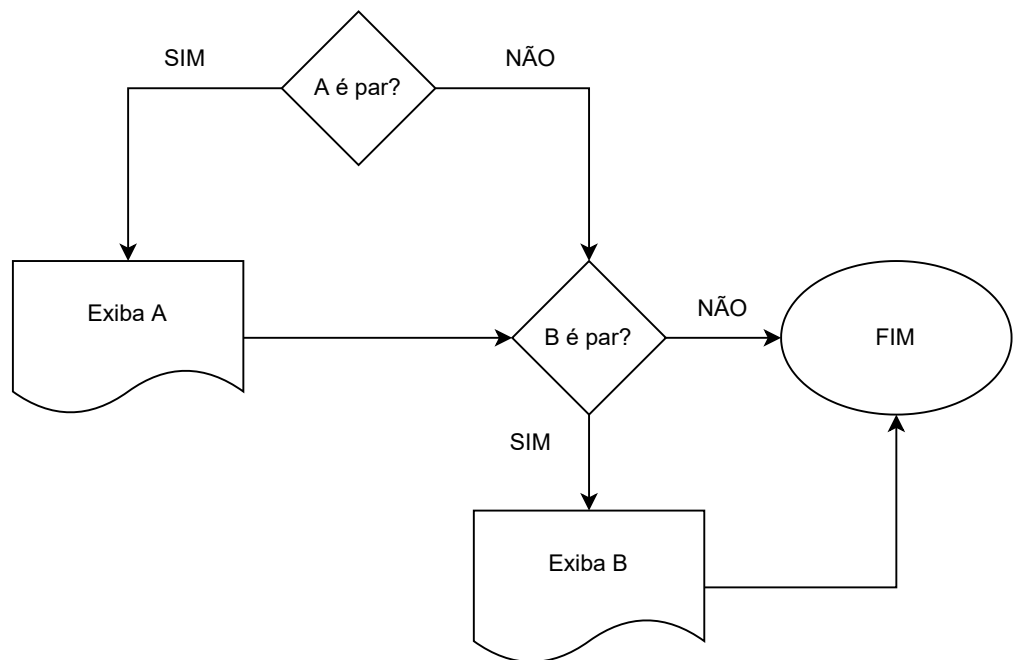 SIM
A é par?
NÃO
Exiba A
B é par?
NÃO
FIM
SIM
Exiba B